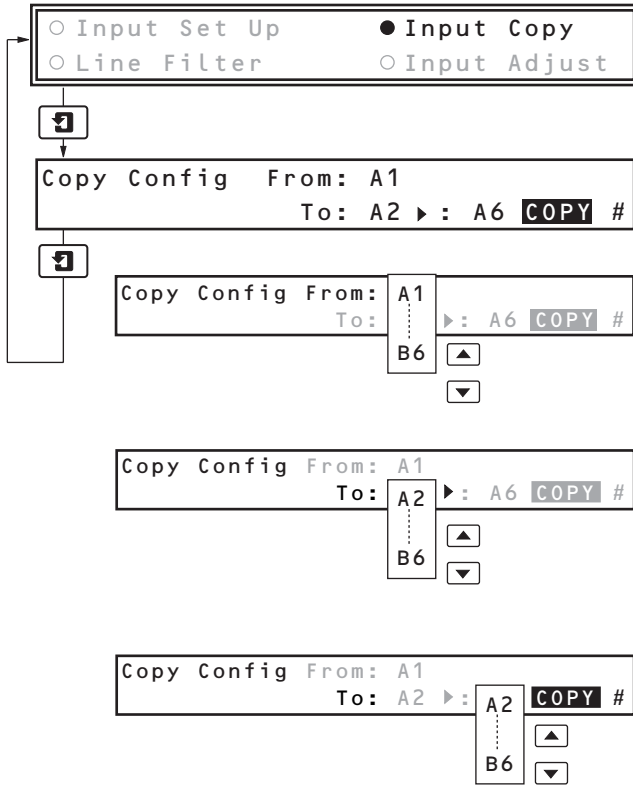 ○ Input Set Up ● Input Copy
○ Line Filter ○ Input Adjust
Copy Config From: A1
To: A2 ▶: A6 COPY #
Copy Config From: A1
To: ▶: A6 COPY #
B6
Copy Config From: A1
To: A2 ▶: A6 COPY #
B6
Copy Config From: A1
To: A2 ▶: A2 COPY #
B6